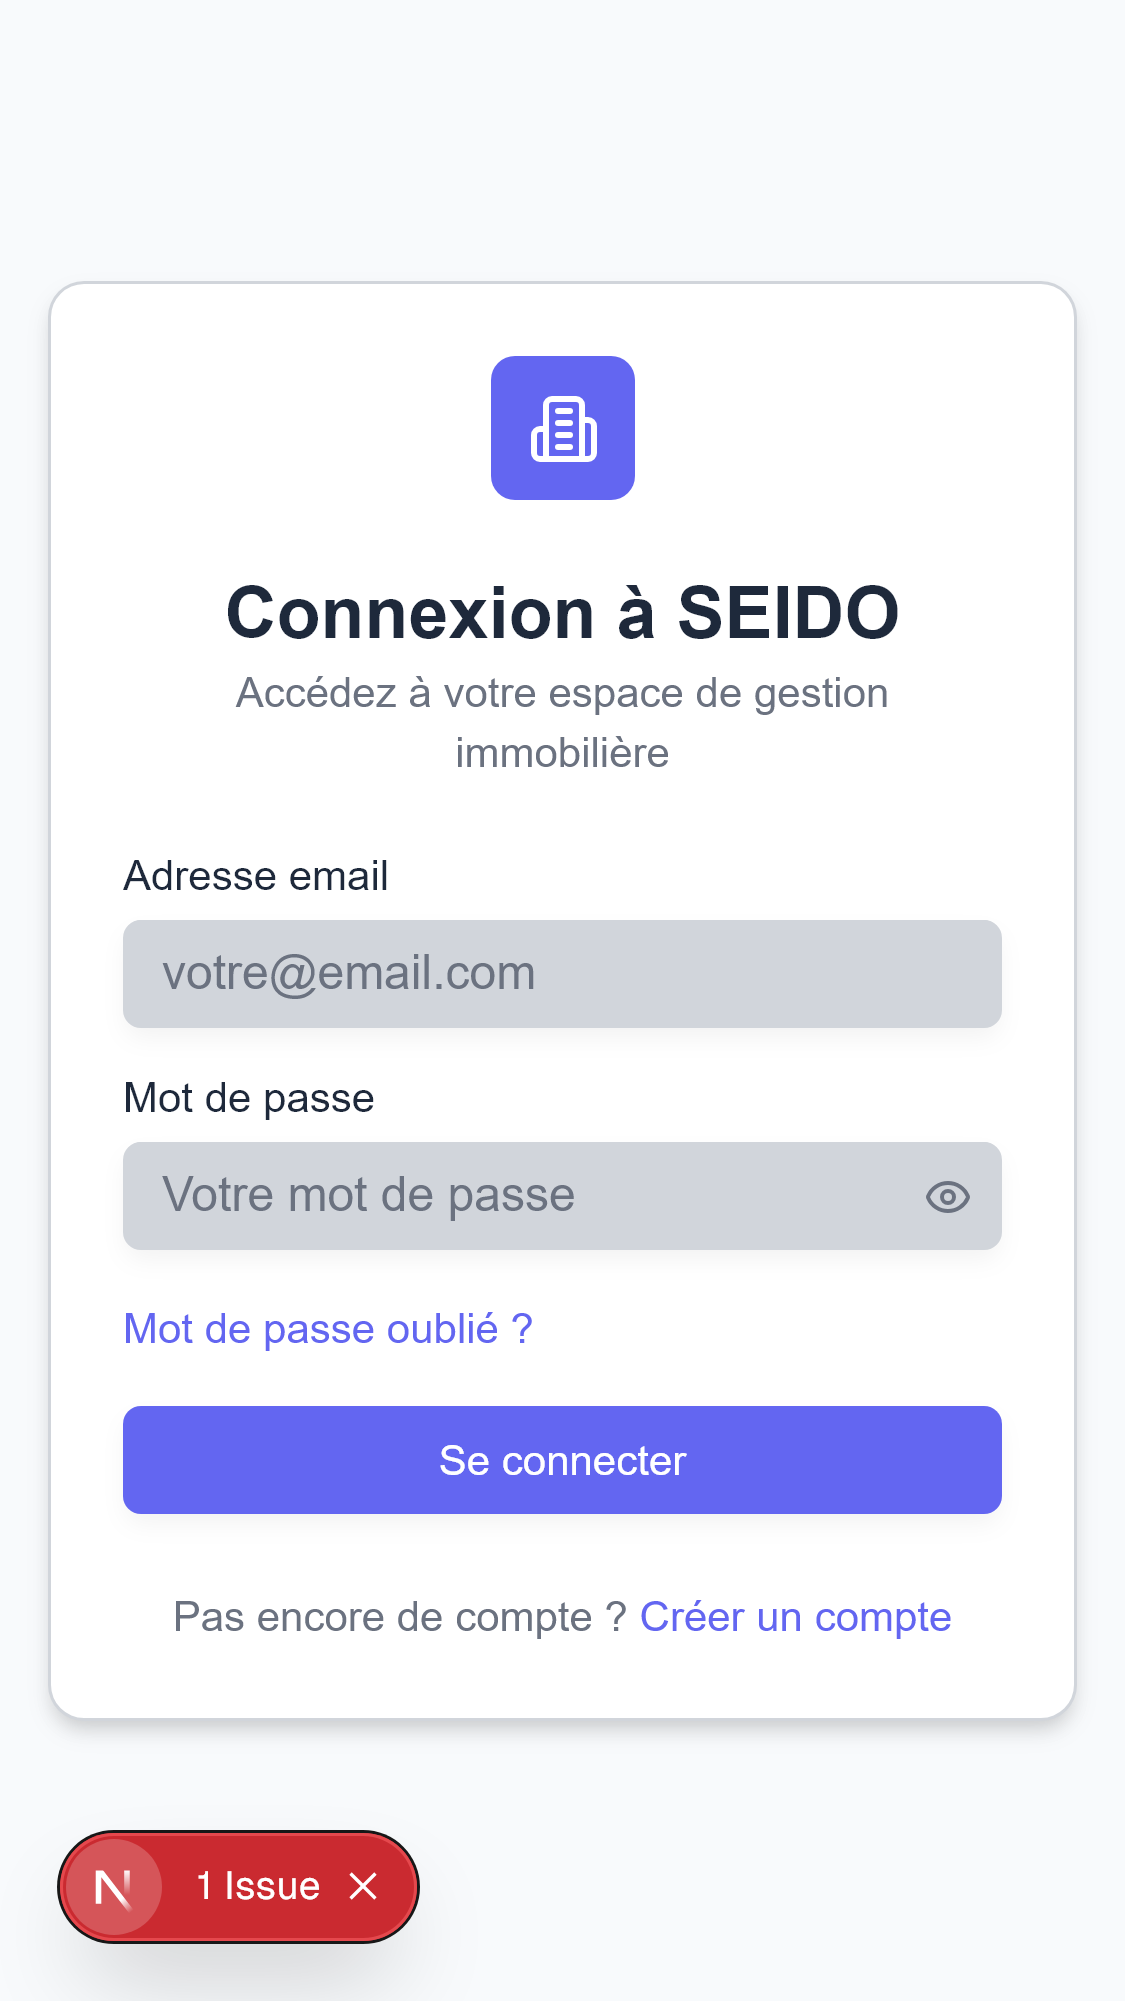 Connexion à SEIDO
Accédez à votre espace de gestion
immobilière
Adresse email
votre@email.com
Mot de passe
Votre mot de passe
Mot de passe oublié ?
Se connecter
Pas encore de compte ? Créer un compte
N 1 Issue